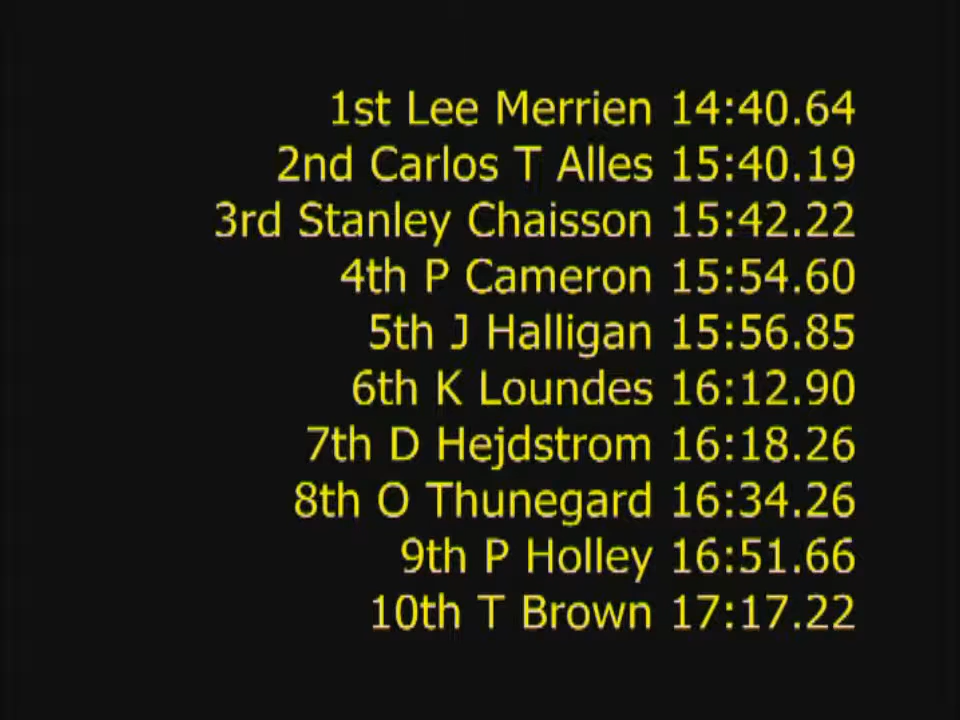 1st Lee Merrien 14:40.64
2nd Carlos T Alles 15:40.19
3rd Stanley Chaisson 15:42.22
4th P Cameron 15:54.60
5th J Halligan 15:56.85
6th K Loundes 16:12.90
7th D Hejdstrom 16:18.26
8th O Thunegard 16:34.26
9th P Holley 16:51.66
10th T Brown 17:17.22